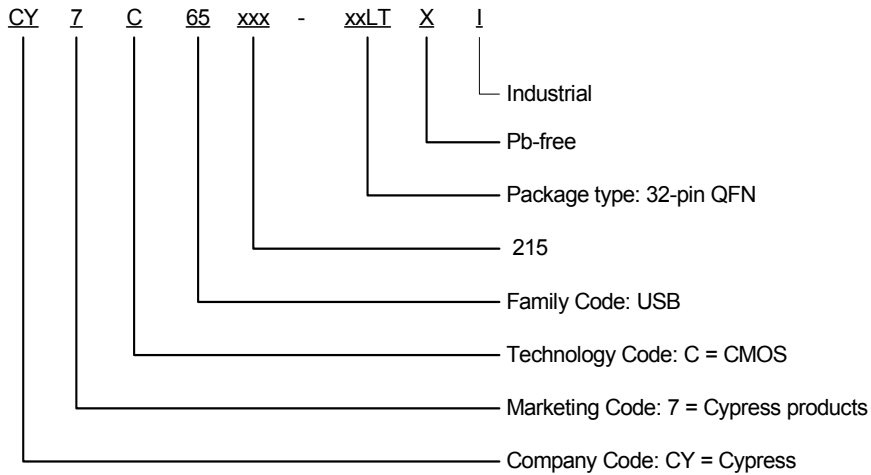 CY 7 C 65 xxx - xxLT X I
Industrial
Pb-free
Package type: 32-pin QFN
215
Family Code: USB
Technology Code: C = CMOS
Marketing Code: 7 = Cypress products
Company Code: CY = Cypress